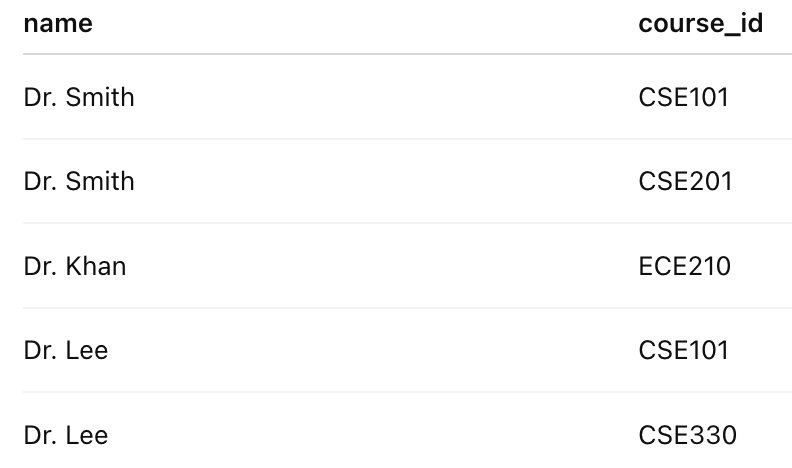 name course_id
Dr. Smith CSE101
Dr. Smith CSE201
Dr. Khan ECE210
Dr. Lee CSE101
Dr. Lee CSE330